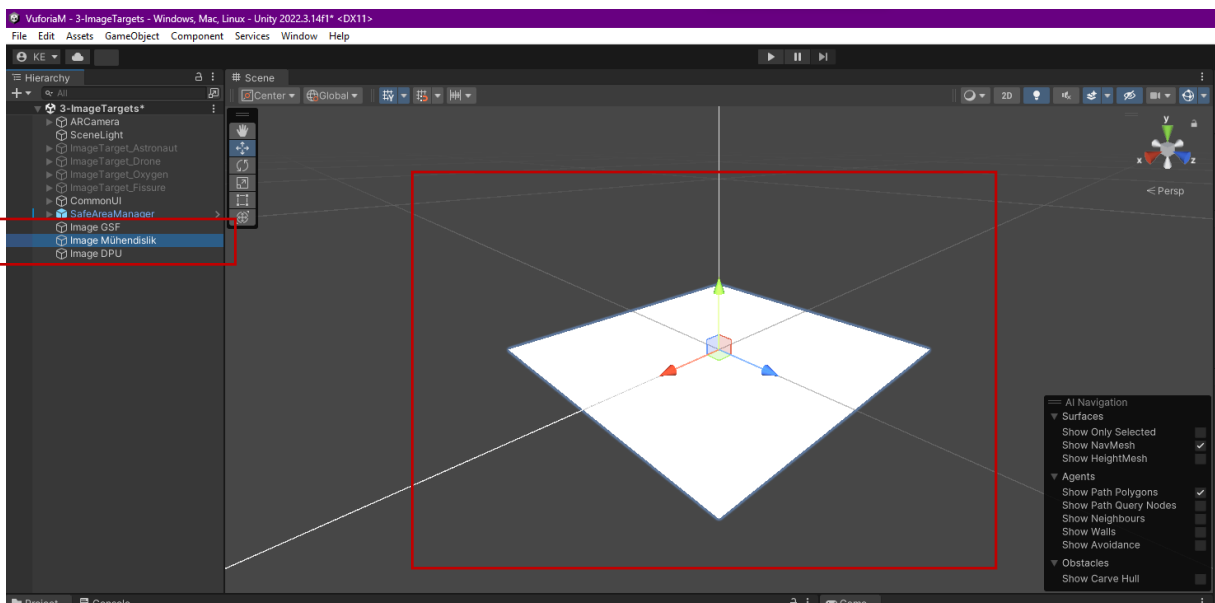 VuforiaM - 3-ImageTargets - Windows, Mac, Linux - Unity 2022.3.14f1* <DX11>
File Edit Assets GameObject Component Services Window Help
KE
Hierarchy
Scene
All
Center
Global
2D
3-ImageTargets*
ARCamera
SceneLight
ImageTarget_Astronaut
ImageTarget_Drone
ImageTarget_Oxygen
ImageTarget_Fissure
CommonUI
SafeAreaManager
Image GSF
Image Mühendislik
Image DPU
y
x
z
Persp
AI Navigation
Surfaces
Show Only Selected
Show NavMesh
Show HeightMesh
Agents
Show Path Polygons
Show Path Query Nodes
Show Neighbours
Show Walls
Show Avoidance
Obstacles
Show Carve Hull
Project
Console
Game